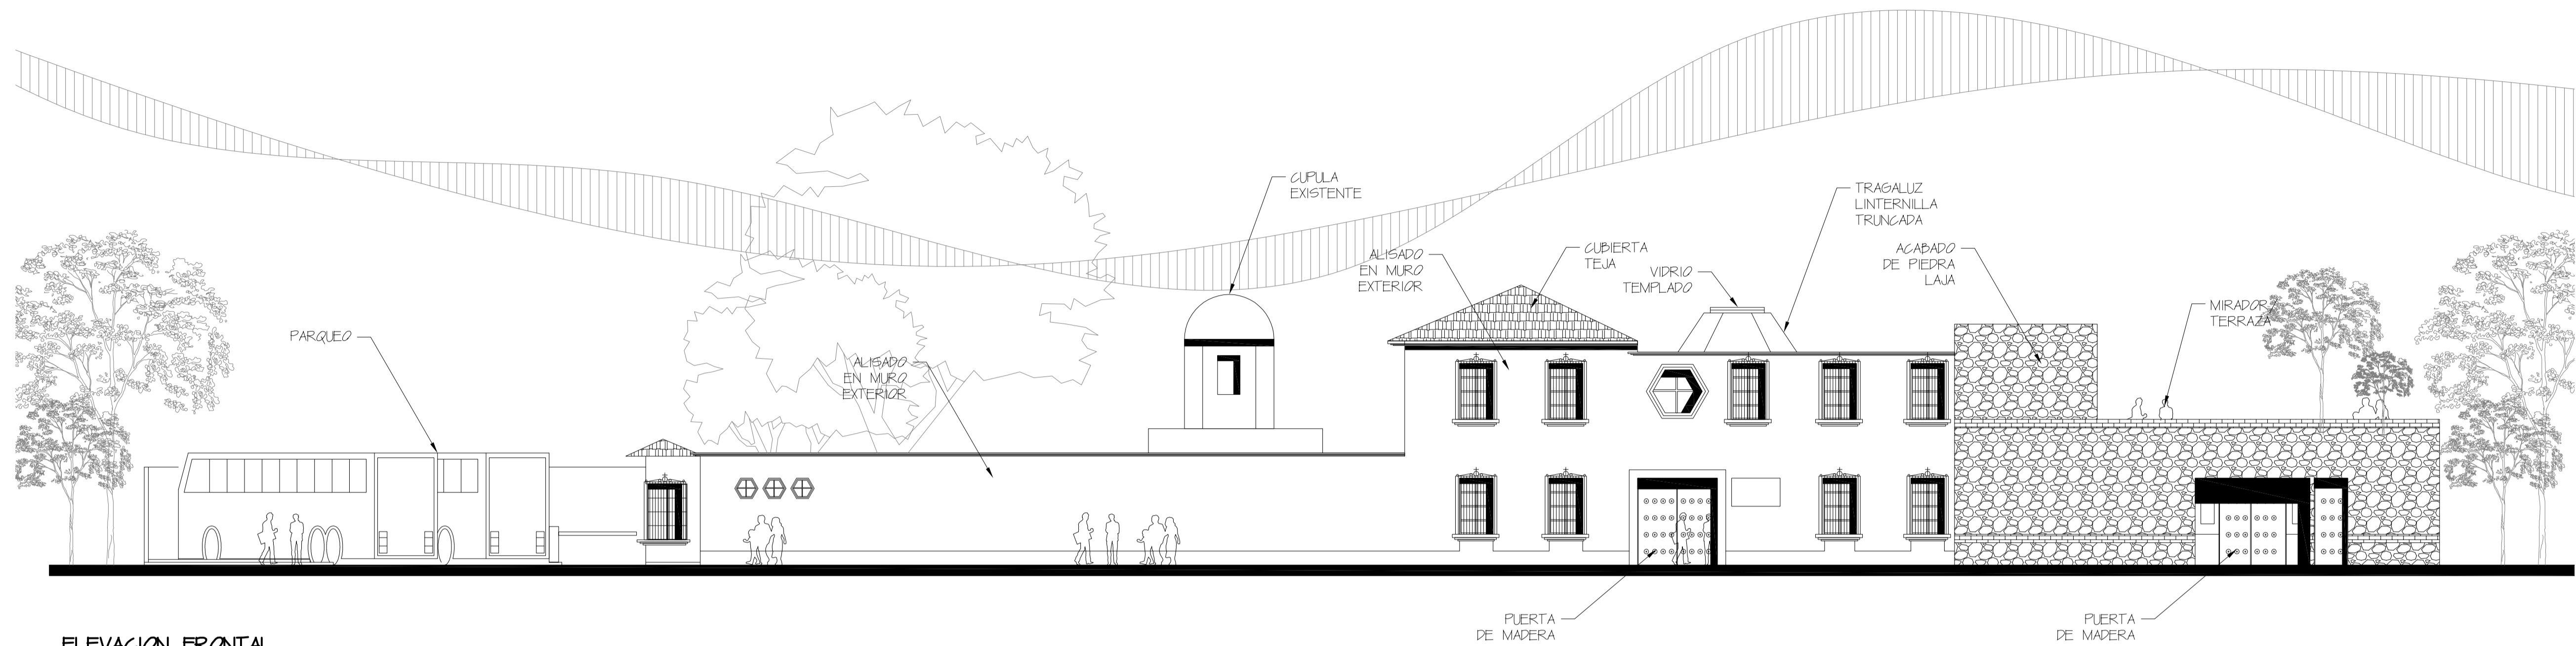 CUPULA
EXISTENTE
TRAGALUZ
LINTERNILLA
TRUNCADA
ALISADO
EN MURO
EXTERIOR
CUBIERTA
TEJA
VIDRIO
TEMPLADO
ACABADO
DE PIEDRA
LAJA
MIRADOR
TERRAZA
PARQUEO
ALISADO
EN MURO
EXTERIOR
PUERTA
DE MADERA
PUERTA
DE MADERA
ELEVACION FRONTAL